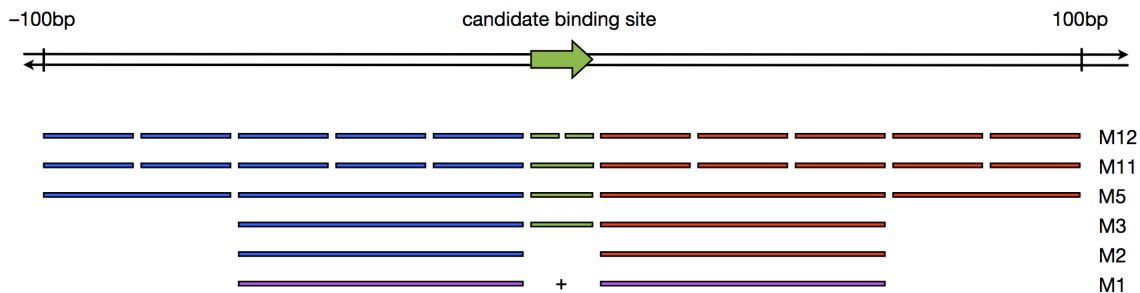 –100bp candidate binding site 100bp
M12
M11
M5
M3
M2
+ M1